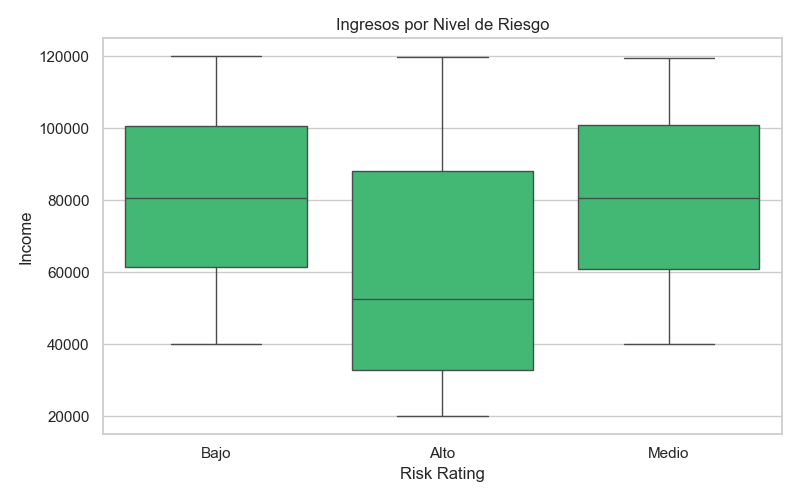 Ingresos por Nivel de Riesgo
Income
120000
100000
80000
60000
40000
20000
Bajo Alto Medio
Risk Rating